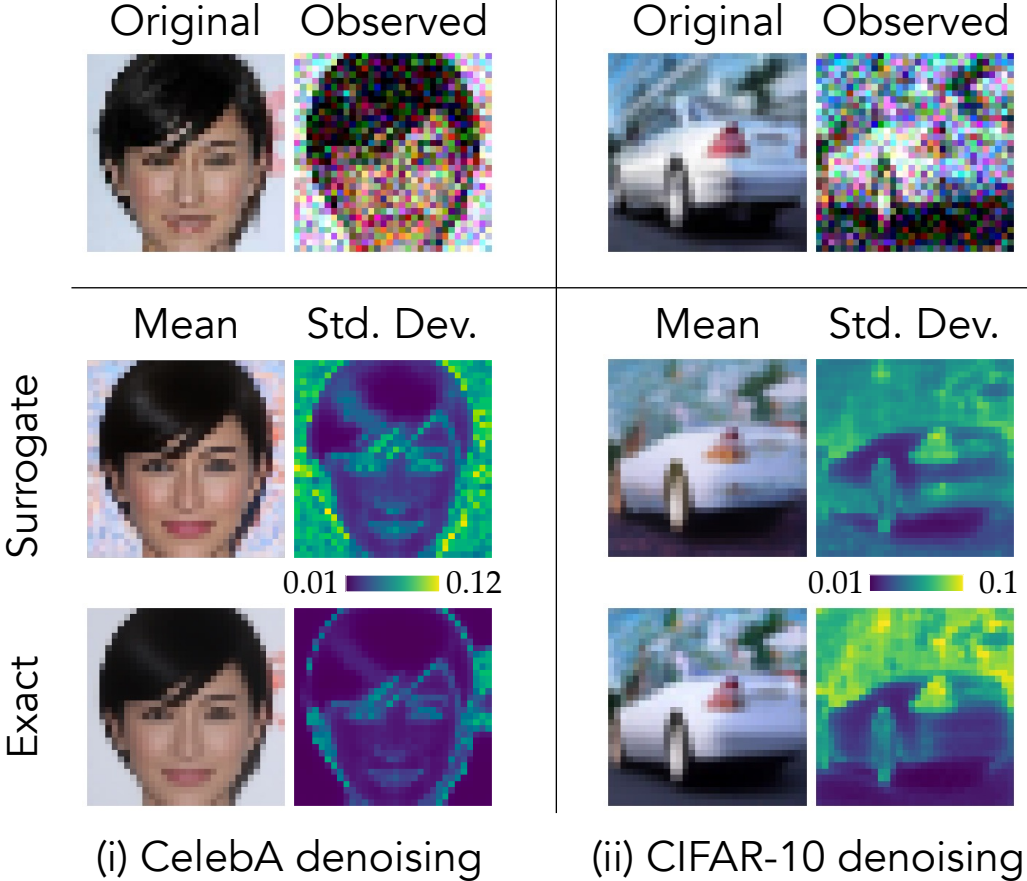 Original Observed Original Observed
Mean Std. Dev. Mean Std. Dev.
Surrogate
0.01 0.12 0.01 0.1
Exact
(i) CelebA denoising (ii) CIFAR-10 denoising